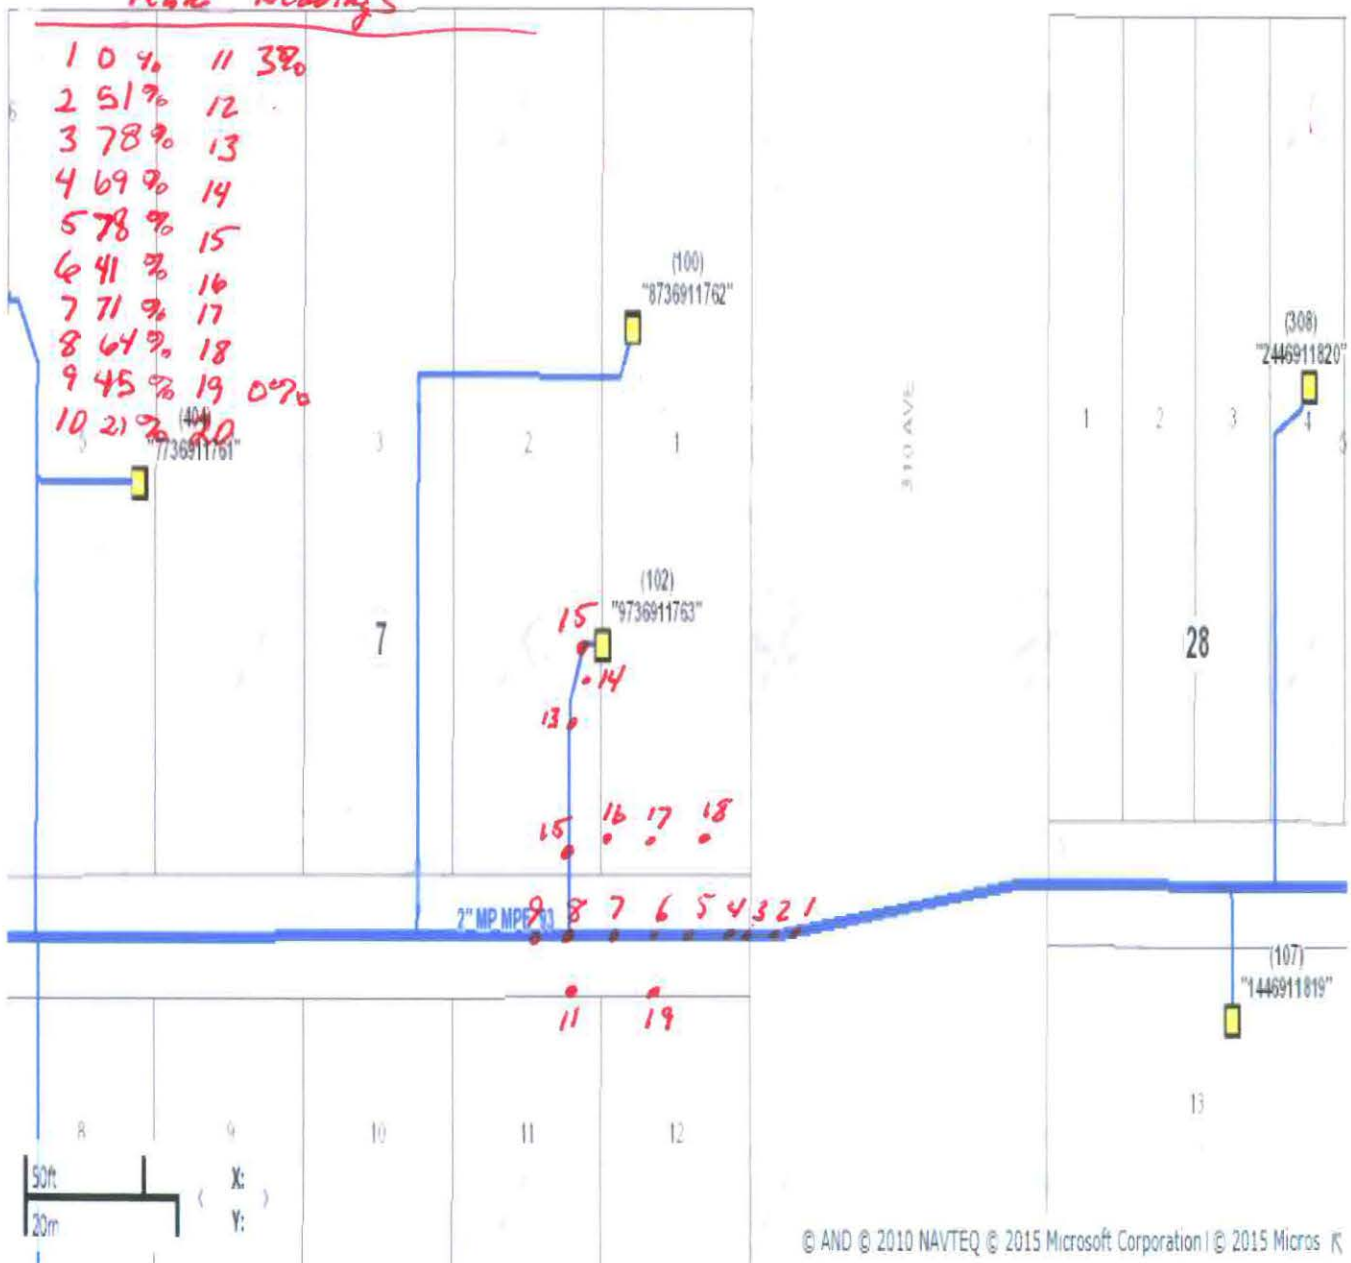 Readings
1 0 % 11 3%
2 51 % 12
3 78 % 13
4 69 % 14
5 78 % 15
6 41 % 16
7 71 % 17
8 64 % 18
9 45 % 19 0%
10 21 % 20
(404)
"7736911761"
5 3 2 1
(100)
"8736911762"
310 AVE
(308)
"2446911820"
1 2 3 4 5
7
(102)
"9736911763"
28
15
14
13
15 16 17 18
2" MP MPE
9 8 7 6 5 4 3 2 1
11 19
(107)
"1446911819"
13
8 9 10 11 12
50ft
20m
X:
Y:
© AND © 2010 NAVTEQ © 2015 Microsoft Corporation | © 2015 Micros